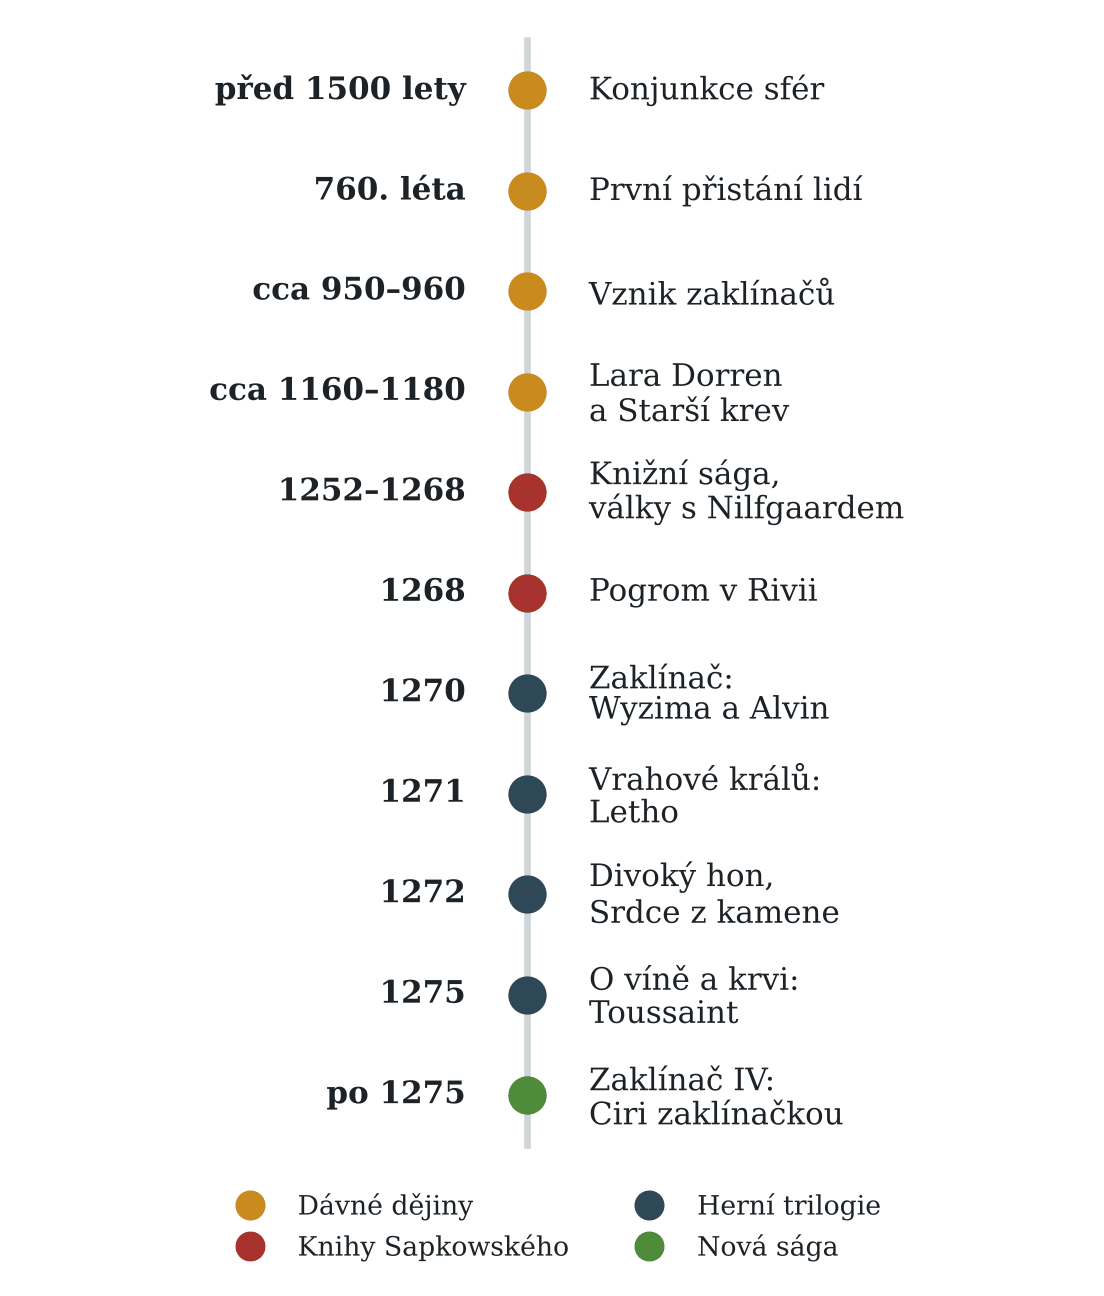 před 1500 lety
Konjunkce sfér
760. léta
První přistání lidí
cca 950–960
Vznik zaklínačů
cca 1160–1180
Lara Dorren
a Starší krev
1252–1268
Knižní sága,
války s Nilfgaardem
1268
Pogrom v Rivii
1270
Zaklínač:
Wyzima a Alvin
1271
Vrahové králů:
Letho
1272
Divoký hon,
Srdce z kamene
1275
O víně a krvi:
Toussaint
po 1275
Zaklínač IV:
Ciri zaklínačkou
Dávné dějiny
Knihy Sapkowského
Herní trilogie
Nová sága